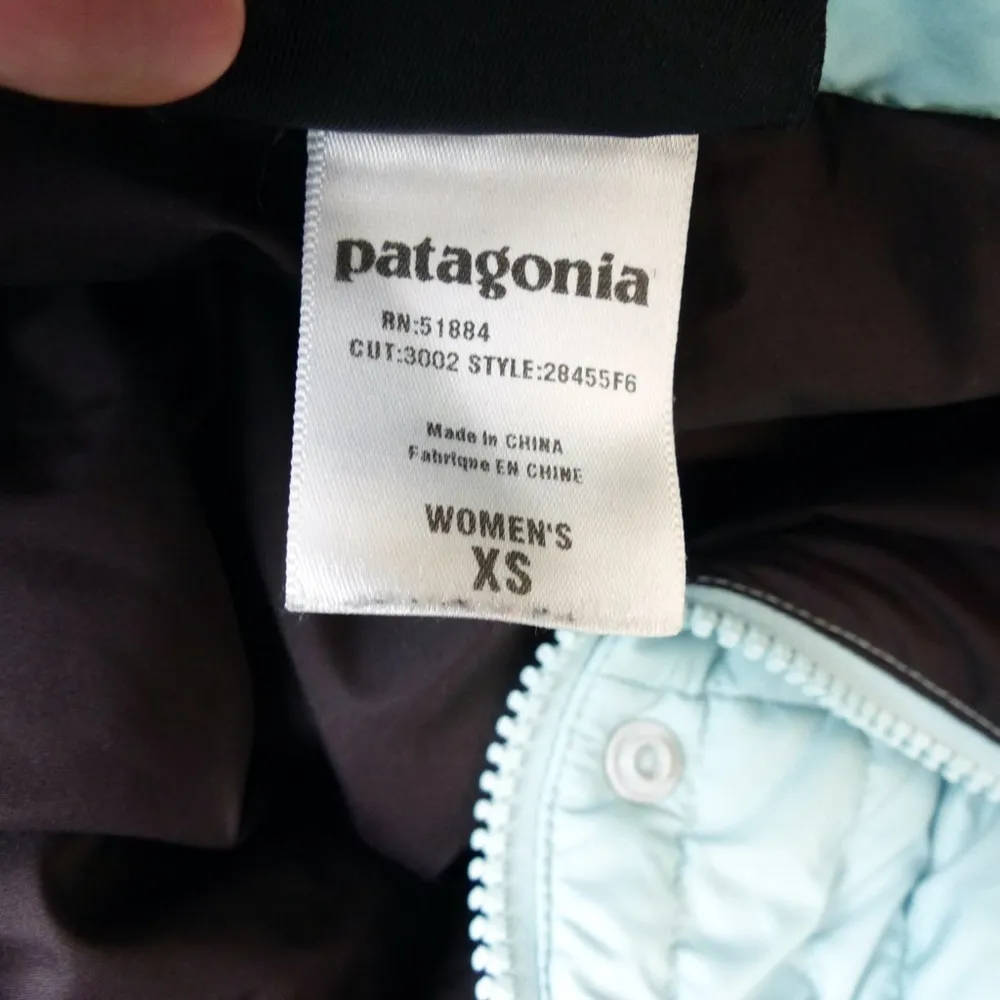 patagonia
RN:51884
CUT:3002 STYLE:28455F6
Made in CHINA
Fabrique EN CHINE
WOMEN'S
XS